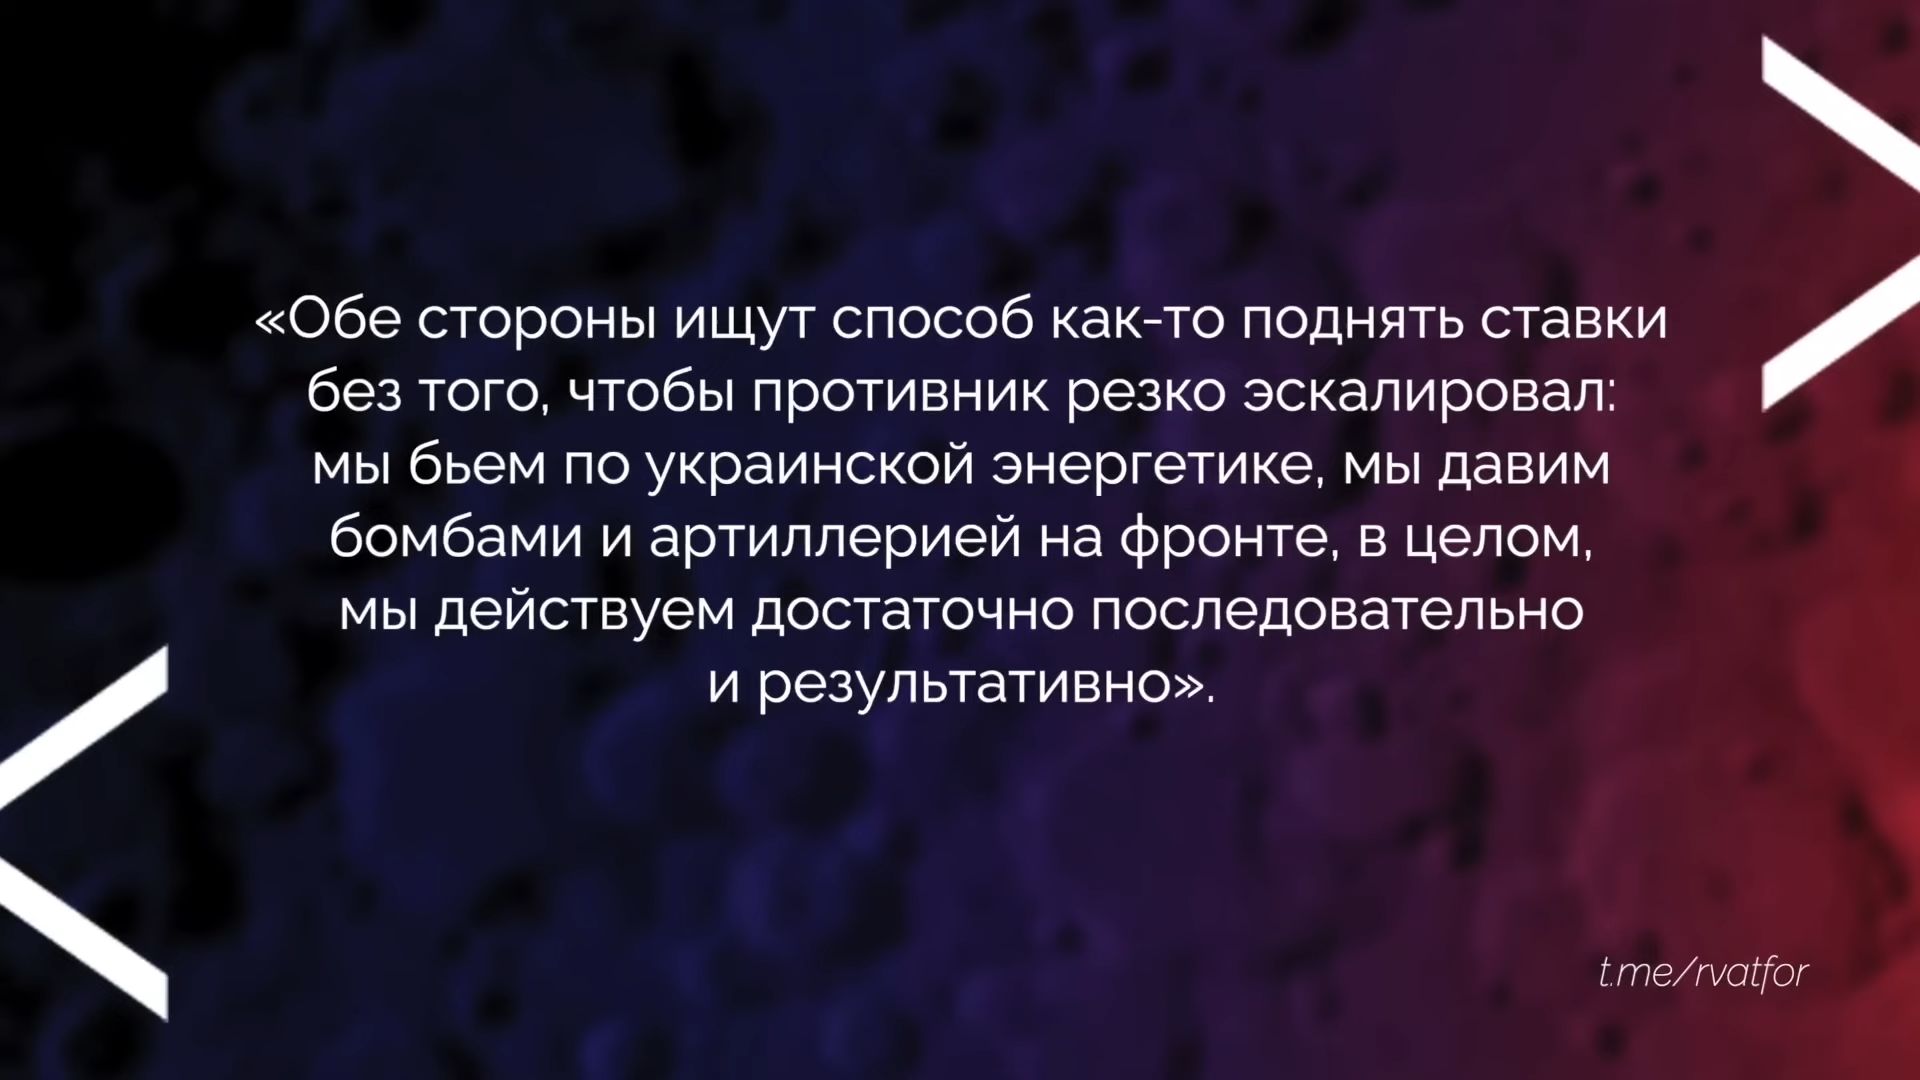 «Обе стороны ищут способ как-то поднять ставки
без того, чтобы противник резко эскалировал:
мы бьем по украинской энергетике, мы давим
бомбами и артиллерией на фронте, в целом,
мы действуем достаточно последовательно
и результативно».
t.me/rvatfor